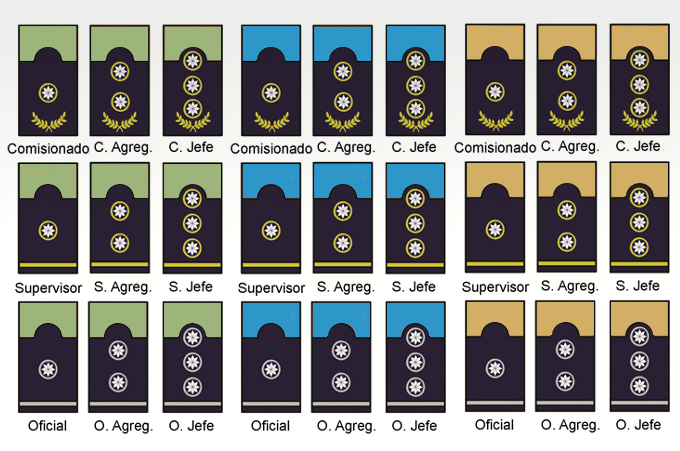 Comisionado C. Agreg. C. Jefe Comisionado C. Agreg. C. Jefe Comisionado C. Agreg. C. Jefe
Supervisor S. Agreg. S. Jefe Supervisor S. Agreg. S. Jefe Supervisor S. Agreg. S. Jefe
Oficial O. Agreg. O. Jefe Oficial O. Agreg. O. Jefe Oficial O. Agreg. O. Jefe